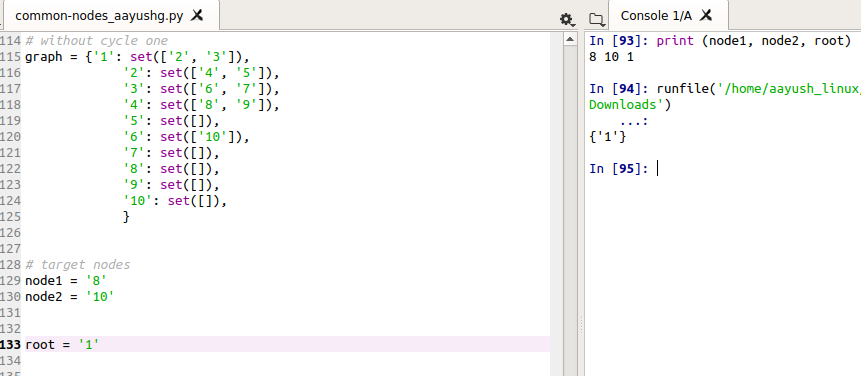 common-nodes_aayushg.py
114 # without cycle one
115 graph = {'1': set(['2', '3']),
116 '2': set(['4', '5']),
117 '3': set(['6', '7']),
118 '4': set(['8', '9']),
119 '5': set([]),
120 '6': set(['10']),
121 '7': set([]),
122 '8': set([]),
123 '9': set([]),
124 '10': set([]),
125 }
126
127
128 # target nodes
129 node1 = '8'
130 node2 = '10'
131
132
133 root = '1'
134
Console 1/A
In [93]: print (node1, node2, root)
8 10 1
In [94]: runfile('/home/aayush_linux/
Downloads')
...:
{'1'}
In [95]: